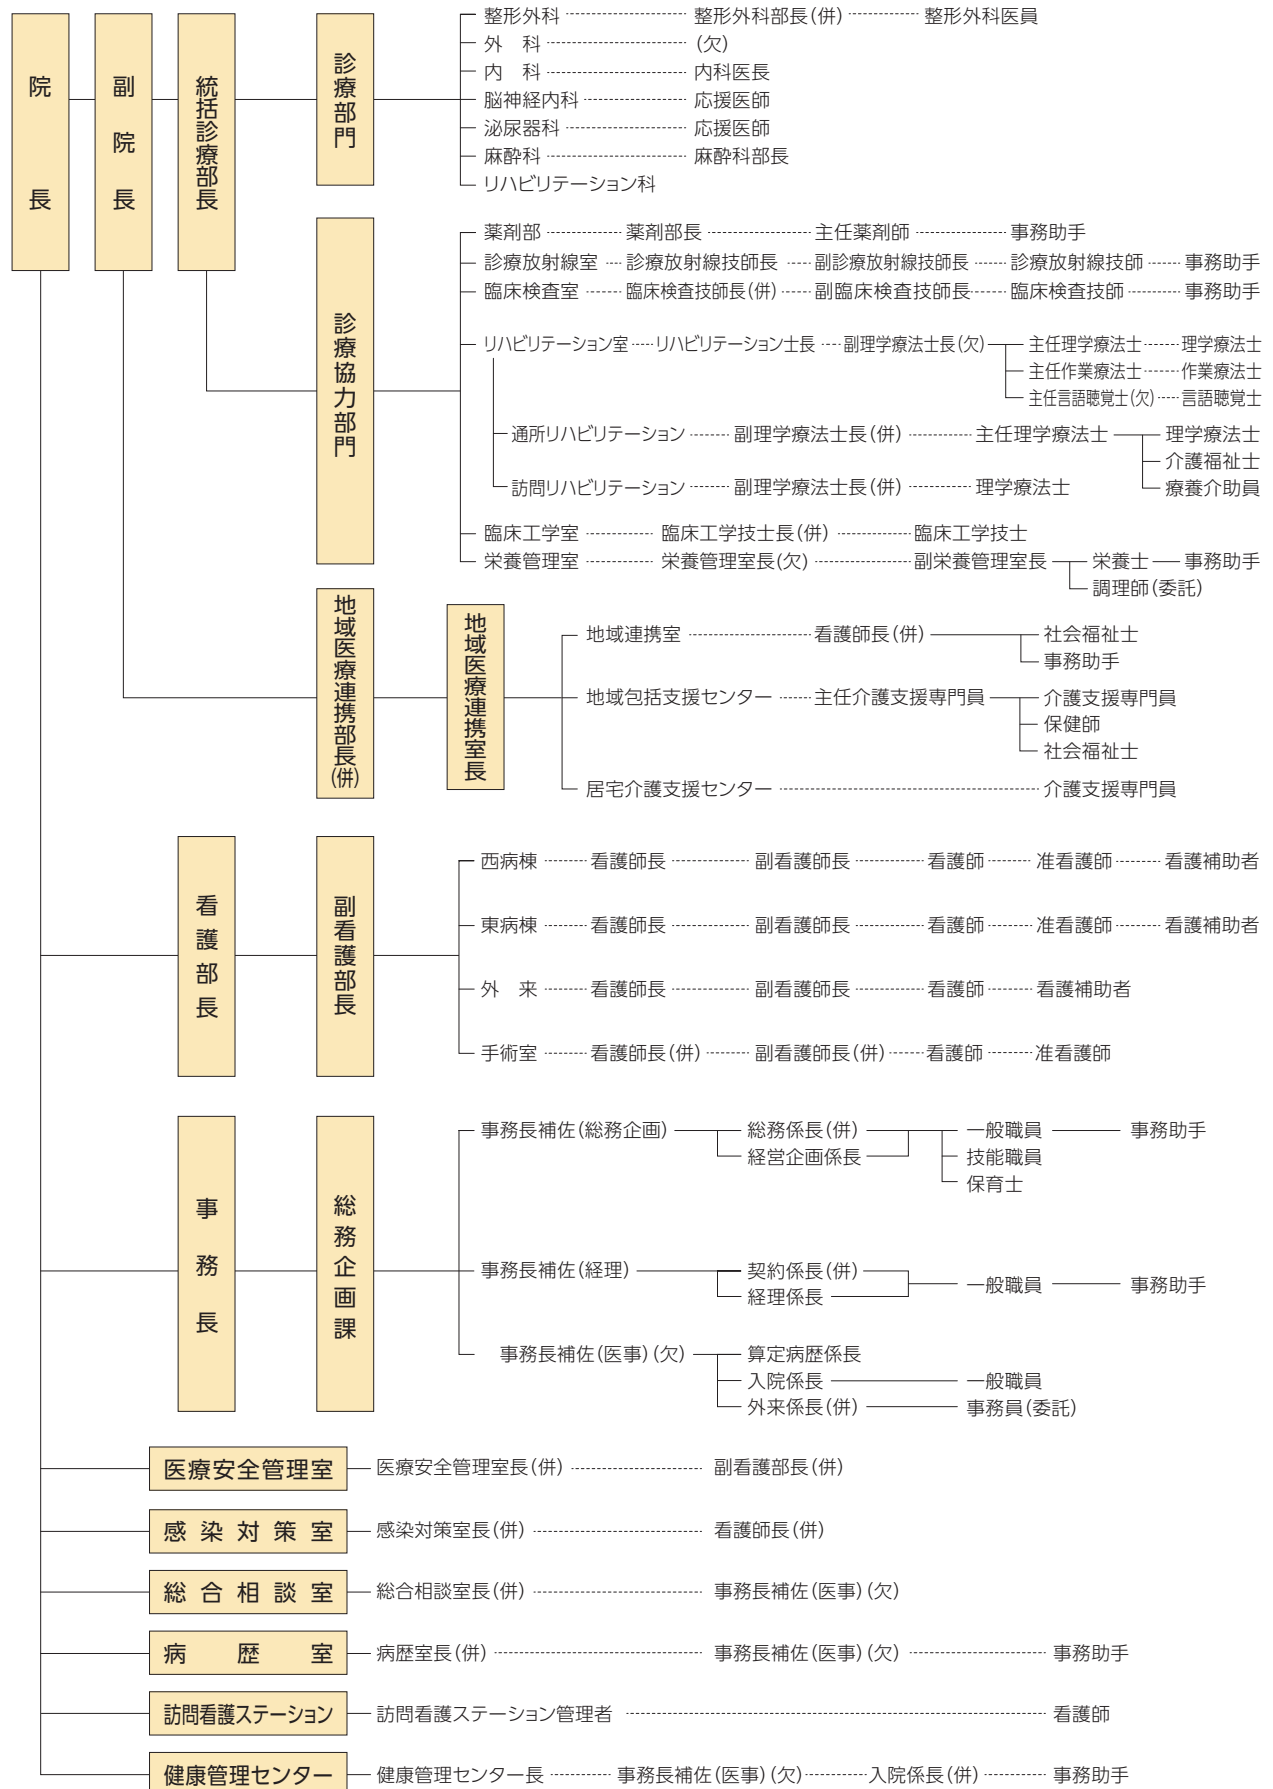 院長
副院長
統括診療部長
診療部門
整形外科 整形外科部長(併) 整形外科医員
外　科 (欠)
内　科 内科医長
脳神経内科 応援医師
泌尿器科 応援医師
麻酔科 麻酔科部長
リハビリテーション科
診療協力部門
薬剤部 薬剤部長 主任薬剤師 事務助手
診療放射線室 診療放射線技師長 副診療放射線技師長 診療放射線技師 事務助手
臨床検査室 臨床検査技師長(併) 副臨床検査技師長 臨床検査技師 事務助手
リハビリテーション室 リハビリテーション士長 副理学療法士長(欠) 主任理学療法士 理学療法士
主任作業療法士 作業療法士
主任言語聴覚士(欠) 言語聴覚士
通所リハビリテーション 副理学療法士長(併) 主任理学療法士 理学療法士
介護福祉士
訪問リハビリテーション 副理学療法士長(併) 理学療法士 療養介助員
臨床工学室 臨床工学技士長(併) 臨床工学技士
栄養管理室 栄養管理室長(欠) 副栄養管理室長 栄養士 事務助手
調理師(委託)
地域医療連携部長(併)
地域医療連携室長
地域連携室 看護師長(併) 社会福祉士
事務助手
地域包括支援センター 主任介護支援専門員 介護支援専門員
保健師
社会福祉士
居宅介護支援センター 介護支援専門員
看護部長
副看護部長
西病棟 看護師長 副看護師長 看護師 准看護師 看護補助者
東病棟 看護師長 副看護師長 看護師 准看護師 看護補助者
外　来 看護師長 副看護師長 看護師 看護補助者
手術室 看護師長(併) 副看護師長(併) 看護師 准看護師
事務長
総務企画課
事務長補佐(総務企画) 総務係長(併) 一般職員 事務助手
経営企画係長 技能職員
保育士
事務長補佐(経理) 契約係長(併) 一般職員 事務助手
経理係長
事務長補佐(医事)(欠) 算定病歴係長
入院係長 一般職員
外来係長(併) 事務員(委託)
医療安全管理室 医療安全管理室長(併) 副看護部長(併)
感染対策室 感染対策室長(併) 看護師長(併)
総合相談室 総合相談室長(併) 事務長補佐(医事)(欠)
病歴室 病歴室長(併) 事務長補佐(医事)(欠) 事務助手
訪問看護ステーション 訪問看護ステーション管理者 看護師
健康管理センター 健康管理センター長 事務長補佐(医事)(欠) 入院係長(併) 事務助手